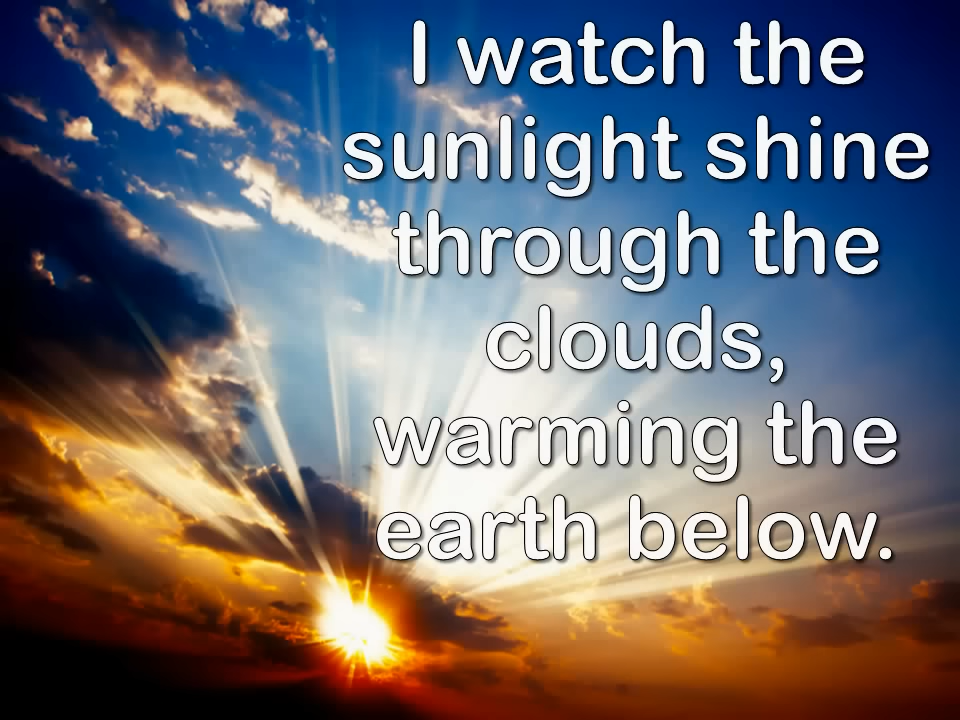 I watch the
sunlight shine
through the
clouds,
warming the
earth below.